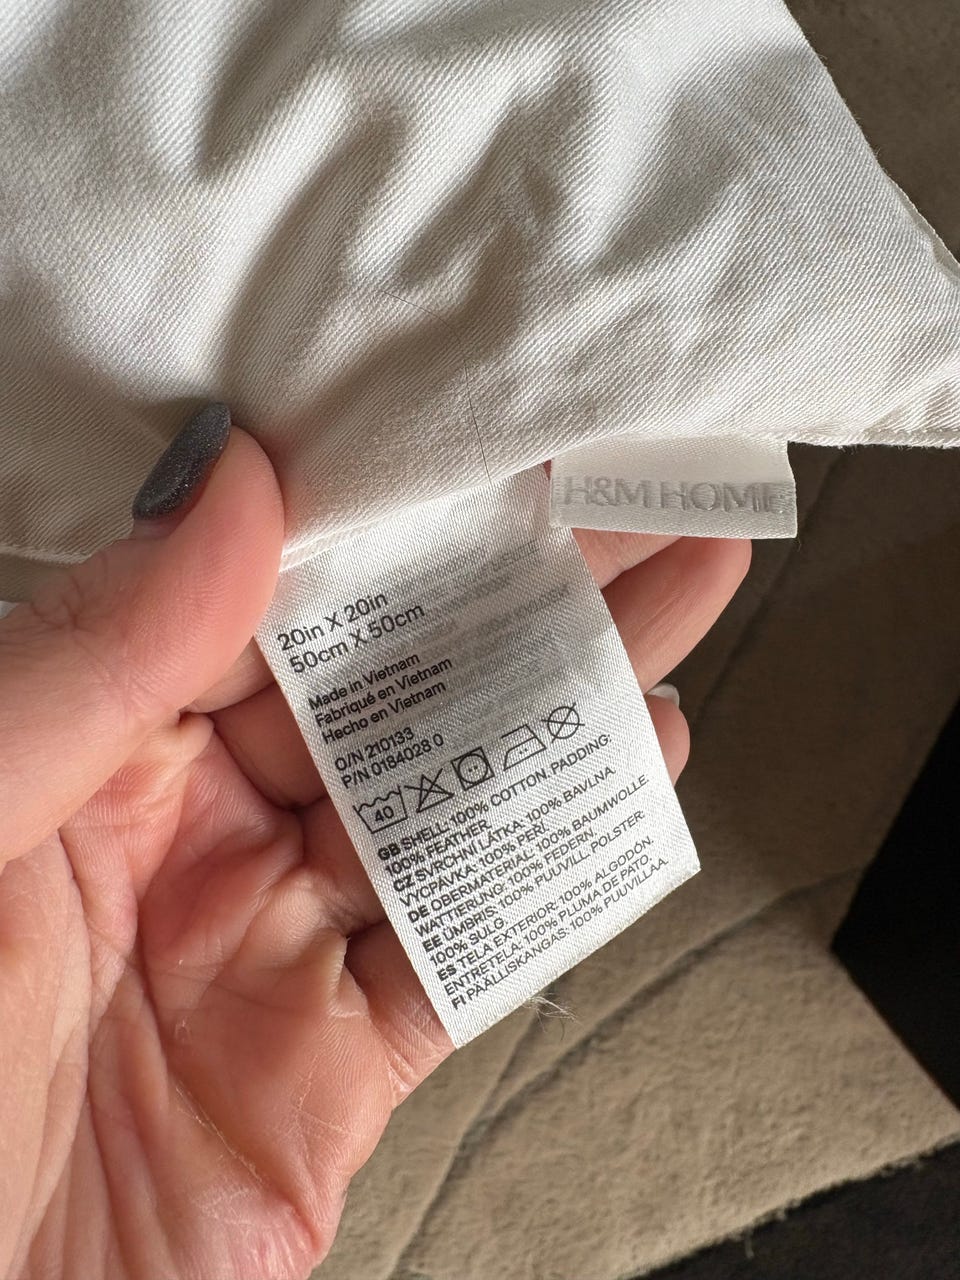 H&M HOME
20in X 20in
50cm X 50cm
Made in Vietnam
Fabriqué en Vietnam
Hecho en Vietnam
O/N 210133
P/N 0184028 0
40
GB SHELL: 100% COTTON. PADDING:
100% FEATHER
CZ SVRCHNÍ LÁTKA: 100% BAVLNA.
VÝCPÁVKA: 100% PEŘÍ
DE OBERMATERIAL: 100% BAUMWOLLE.
WATTIERUNG: 100% FEDERN.
EE ÜMBRIS: 100% PUUVILL. POLSTER:
100% SULG.
ES TELA EXTERIOR: 100% ALGODÓN.
ENTRETELA: 100% PLUMA DE PATO.
FI PÄÄLLISKANGAS: 100% PUUVILLAA.